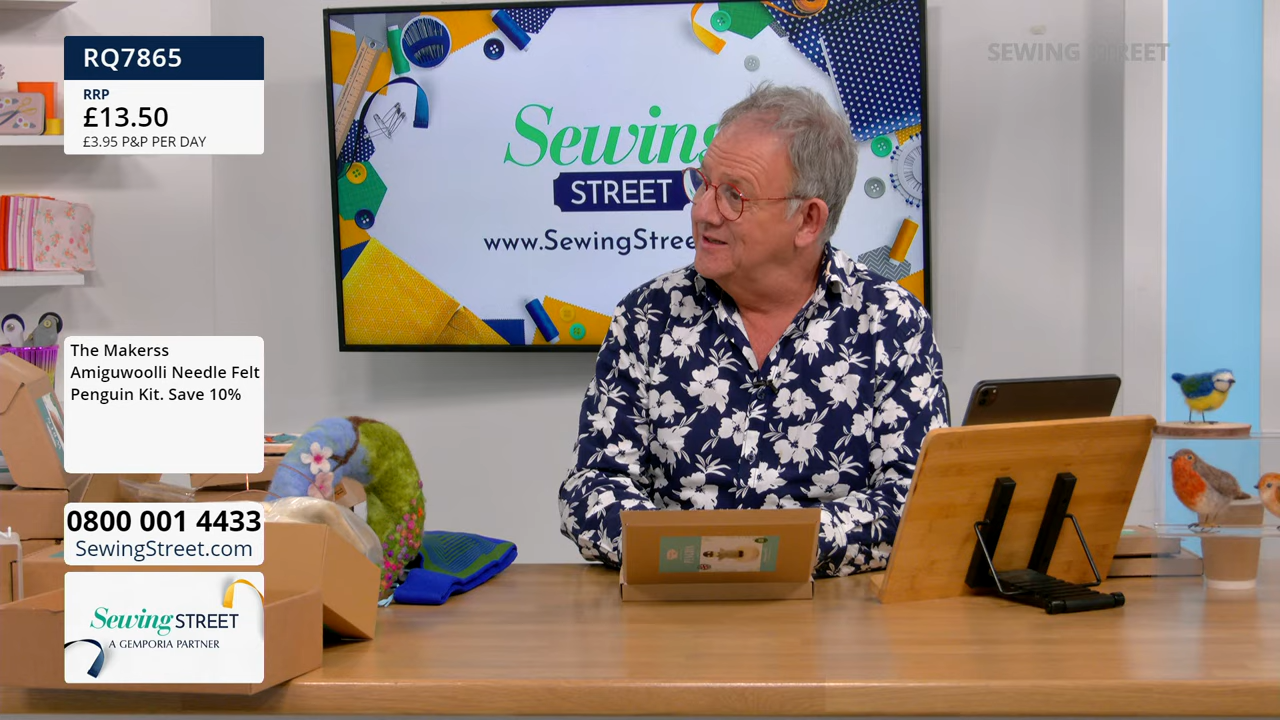 RQ7865
RRP
£13.50
£3.95 P&P PER DAY
The Makerss
Amiguwoolli Needle Felt
Penguin Kit. Save 10%
0800 001 4433
SewingStreet.com
Sewing STREET
A GEMPORIA PARTNER
Sewing
STREET
www.SewingStree
SEWING STREET